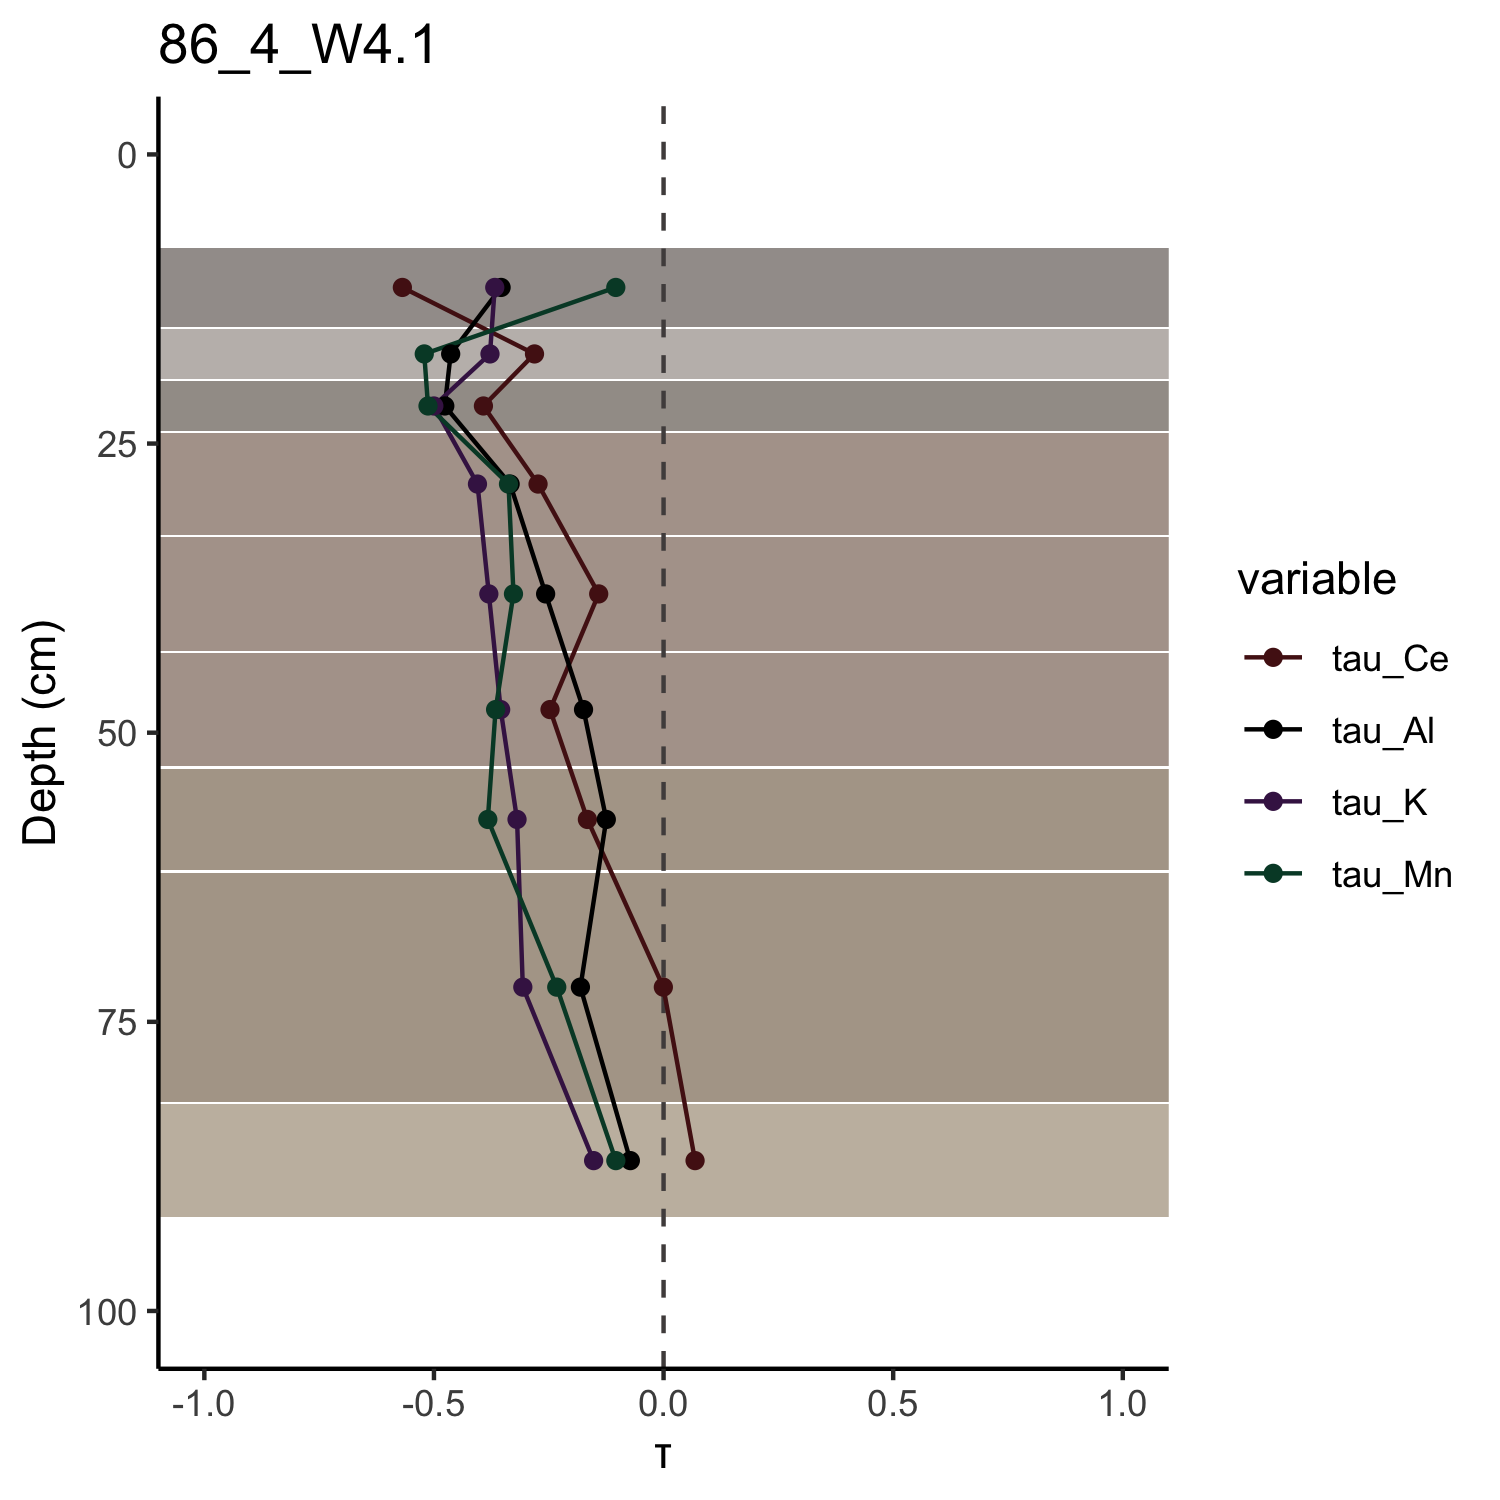 86_4_W4.1
0
25
50
75
100
Depth (cm)
-1.0 -0.5 0.0 0.5 1.0
τ
variable
tau_Ce
tau_Al
tau_K
tau_Mn